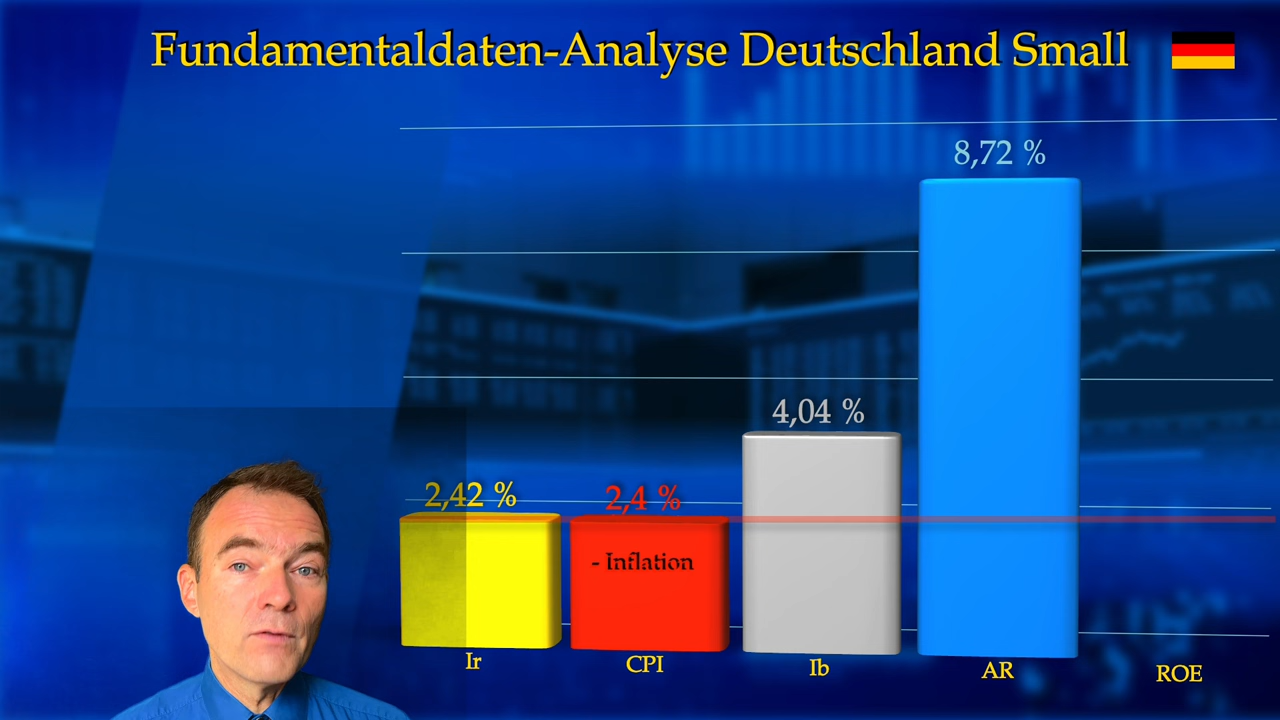 Fundamentaldaten-Analyse Deutschland Small
8,72 %
4,04 %
2,42 %
2,4 %
- Inflation
Ir
CPI
Ib
AR
ROE